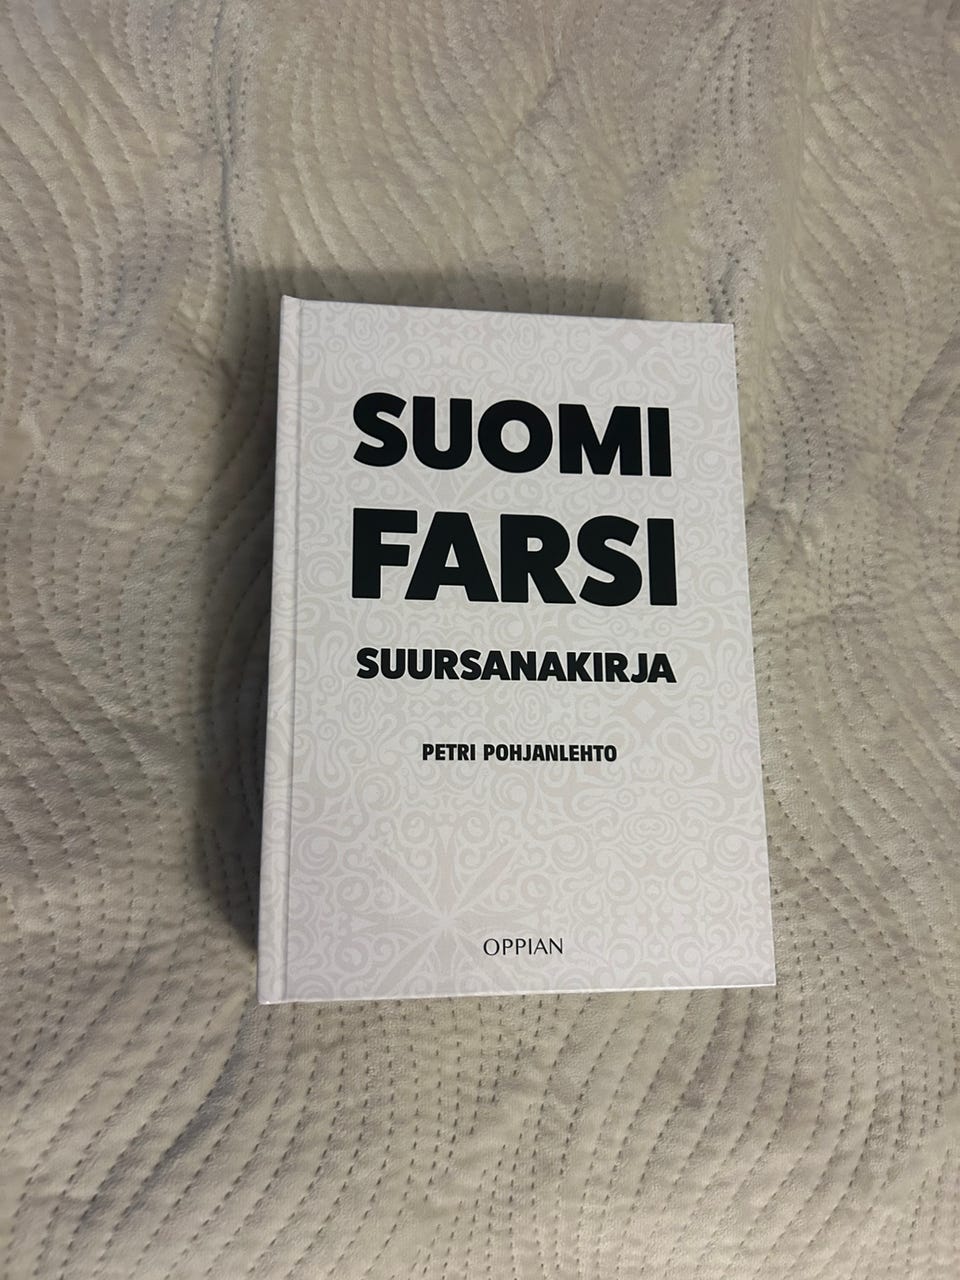 SUOMI
FARSI
SUURSANAKIRJA
PETRI POHJANLEHTO
OPPIAN